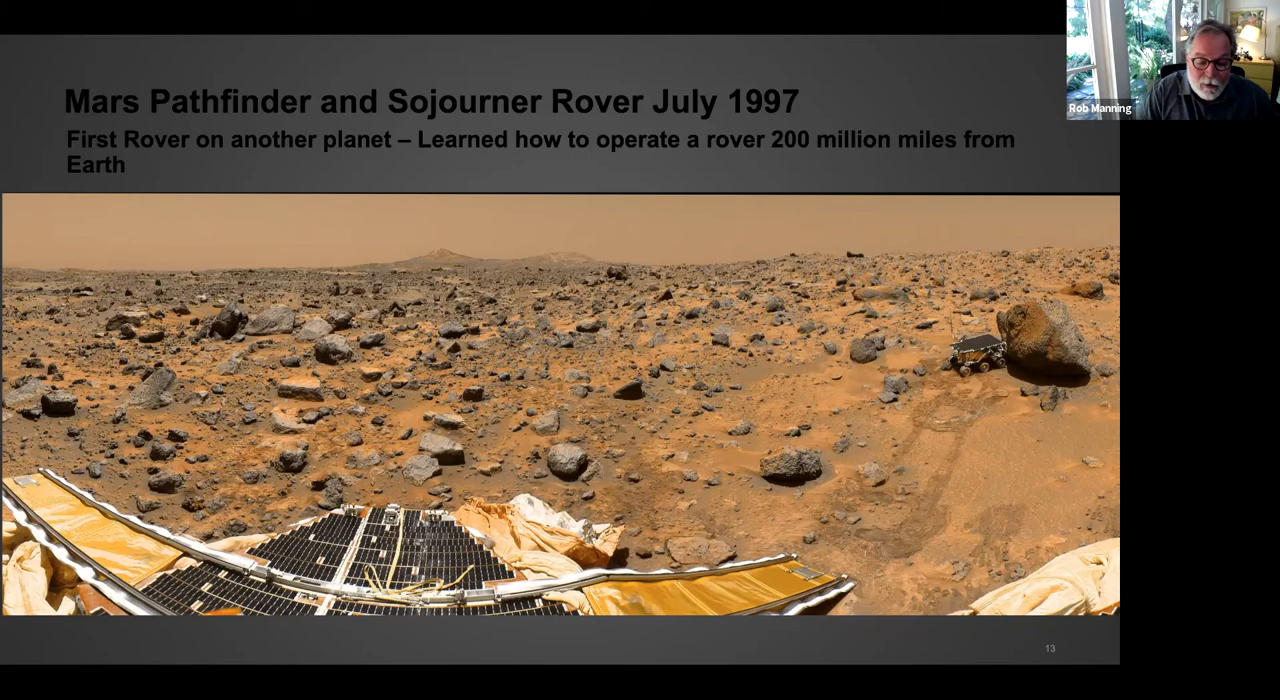 Mars Pathfinder and Sojourner Rover July 1997
First Rover on another planet – Learned how to operate a rover 200 million miles from
Earth
Rob Manning
13